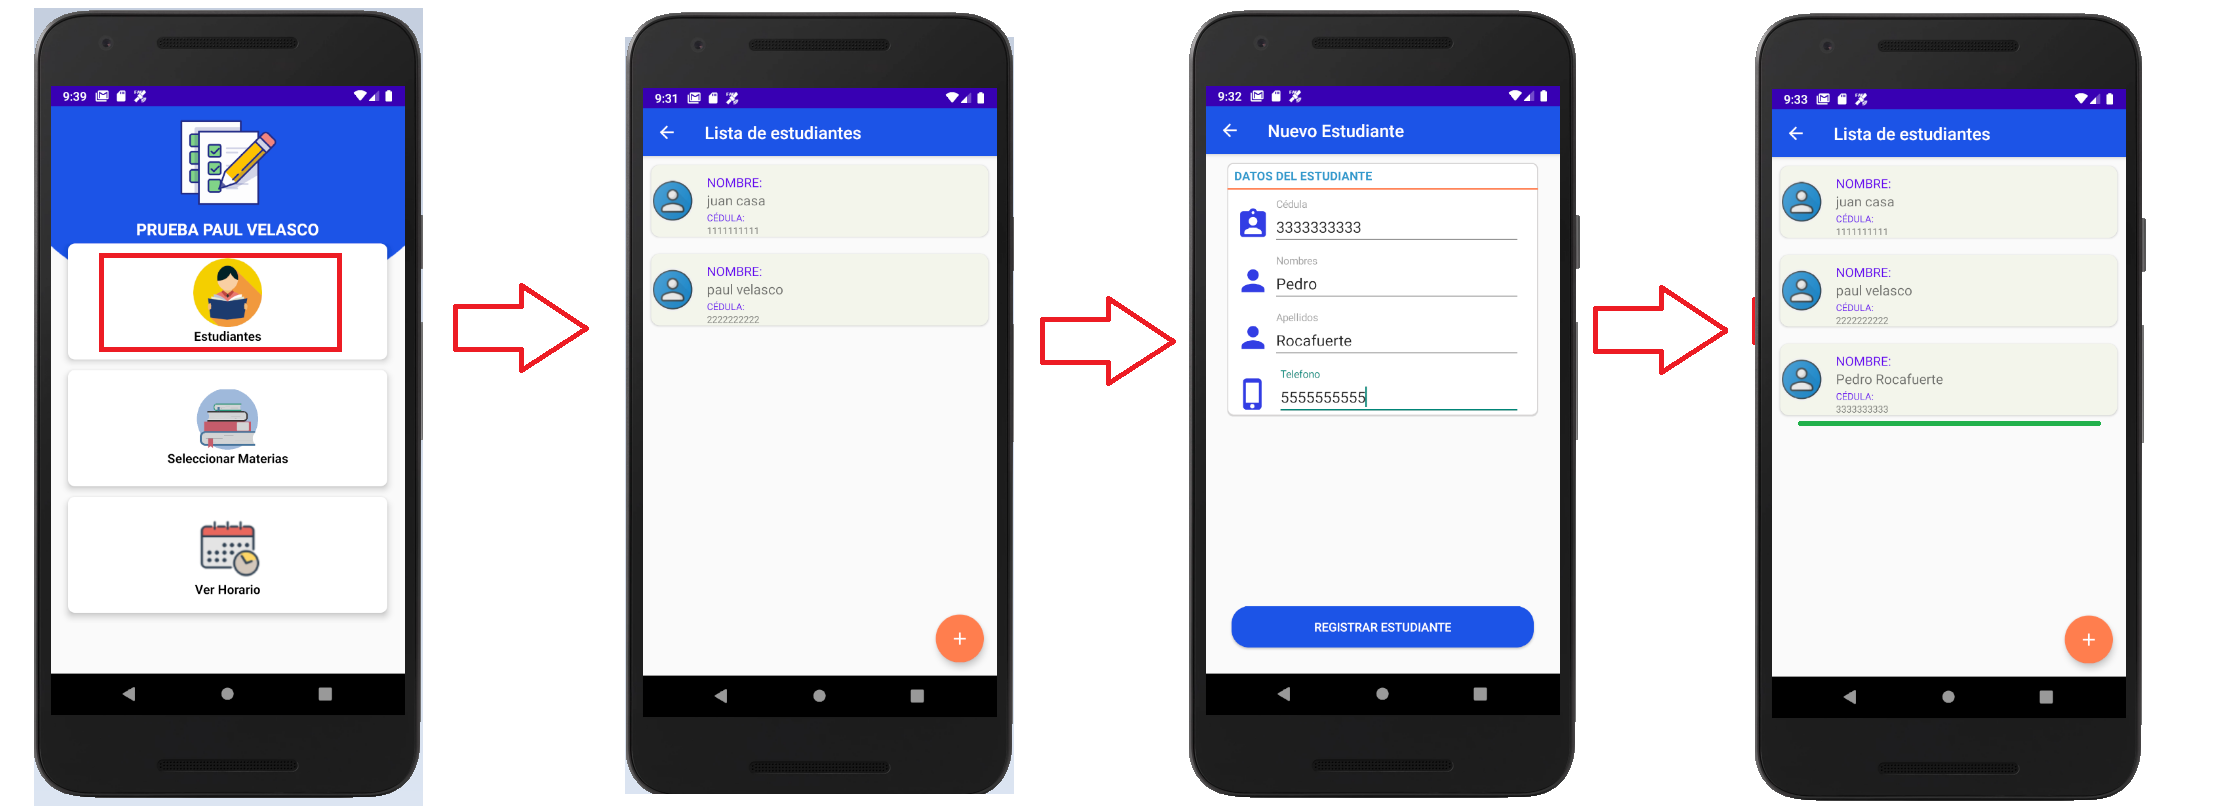 9:39
PRUEBA PAUL VELASCO
Estudiantes
Seleccionar Materias
Ver Horario
9:31
Lista de estudiantes
NOMBRE:
juan casa
CÉDULA:
1111111111
NOMBRE:
paul velasco
CÉDULA:
2222222222
+
9:32
Nuevo Estudiante
DATOS DEL ESTUDIANTE
Cédula
3333333333
Nombres
Pedro
Apellidos
Rocafuerte
Telefono
5555555555
REGISTRAR ESTUDIANTE
9:33
Lista de estudiantes
NOMBRE:
juan casa
CÉDULA:
1111111111
NOMBRE:
paul velasco
CÉDULA:
2222222222
NOMBRE:
Pedro Rocafuerte
CÉDULA:
3333333333
+